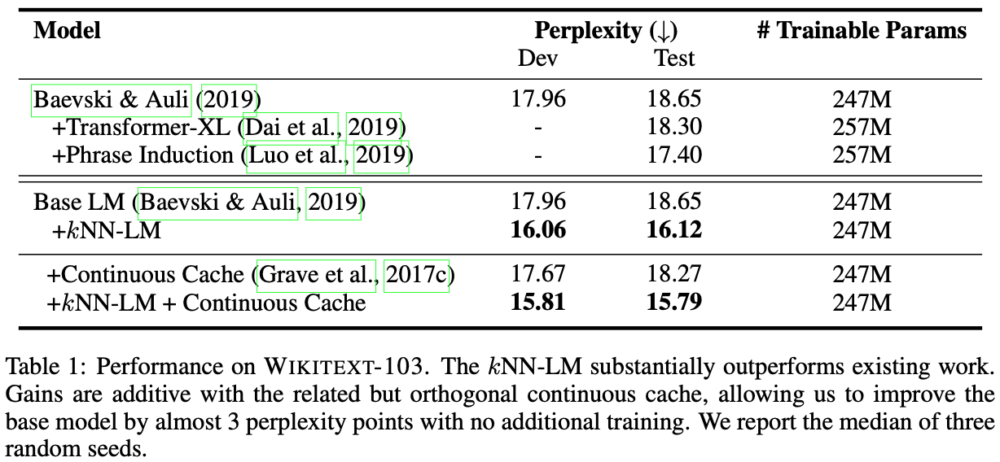 Model Perplexity (↓) # Trainable Params
Dev Test
Baevski & Auli (2019) 17.96 18.65 247M
+Transformer-XL (Dai et al., 2019) - 18.30 257M
+Phrase Induction (Luo et al., 2019) - 17.40 257M
Base LM (Baevski & Auli, 2019) 17.96 18.65 247M
+kNN-LM 16.06 16.12 247M
+Continuous Cache (Grave et al., 2017c) 17.67 18.27 247M
+kNN-LM + Continuous Cache 15.81 15.79 247M
Table 1: Performance on WIKITEXT-103. The kNN-LM substantially outperforms existing work.
Gains are additive with the related but orthogonal continuous cache, allowing us to improve the
base model by almost 3 perplexity points with no additional training. We report the median of three
random seeds.